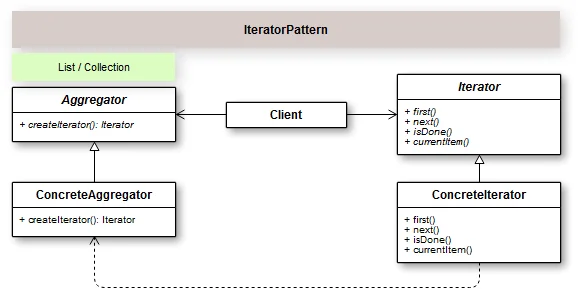 IteratorPattern
List / Collection
Aggregator
+ createIterator(): Iterator
Client
Iterator
+ first()
+ next()
+ isDone()
+ currentItem()
ConcreteAggregator
+ createIterator(): Iterator
ConcreteIterator
+ first()
+ next()
+ isDone()
+ currentItem()